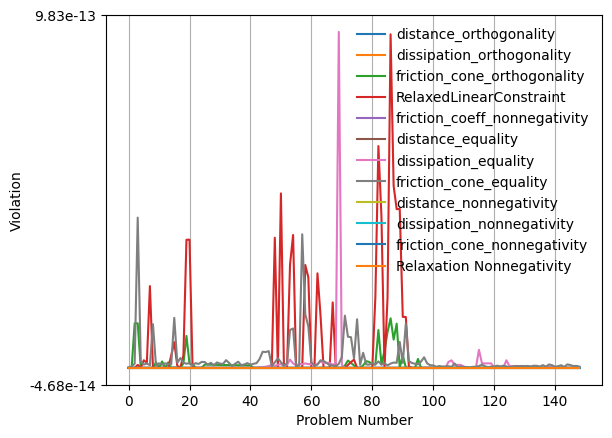 9.83e-13
Violation
-4.68e-14
0 20 40 60 80 100 120 140
Problem Number
distance_orthogonality
dissipation_orthogonality
friction_cone_orthogonality
RelaxedLinearConstraint
friction_coeff_nonnegativity
distance_equality
dissipation_equality
friction_cone_equality
distance_nonnegativity
dissipation_nonnegativity
friction_cone_nonnegativity
Relaxation Nonnegativity